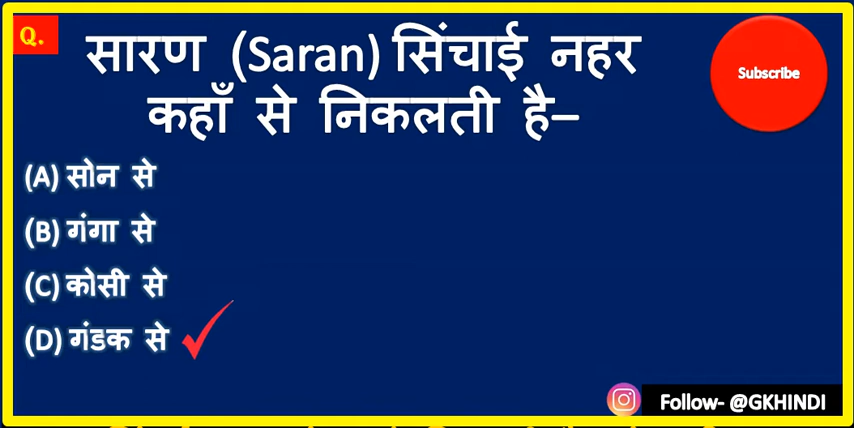 Q.
सारण (Saran) सिंचाई नहर
कहाँ से निकलती है–
Subscribe
(A) सोन से
(B) गंगा से
(C) कोसी से
(D) गंडक से
Follow- @GKHINDI